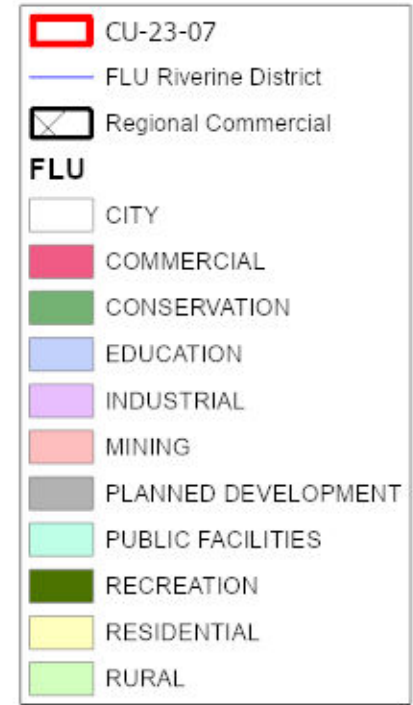 CU-23-07
FLU Riverine District
Regional Commercial
FLU
CITY
COMMERCIAL
CONSERVATION
EDUCATION
INDUSTRIAL
MINING
PLANNED DEVELOPMENT
PUBLIC FACILITIES
RECREATION
RESIDENTIAL
RURAL